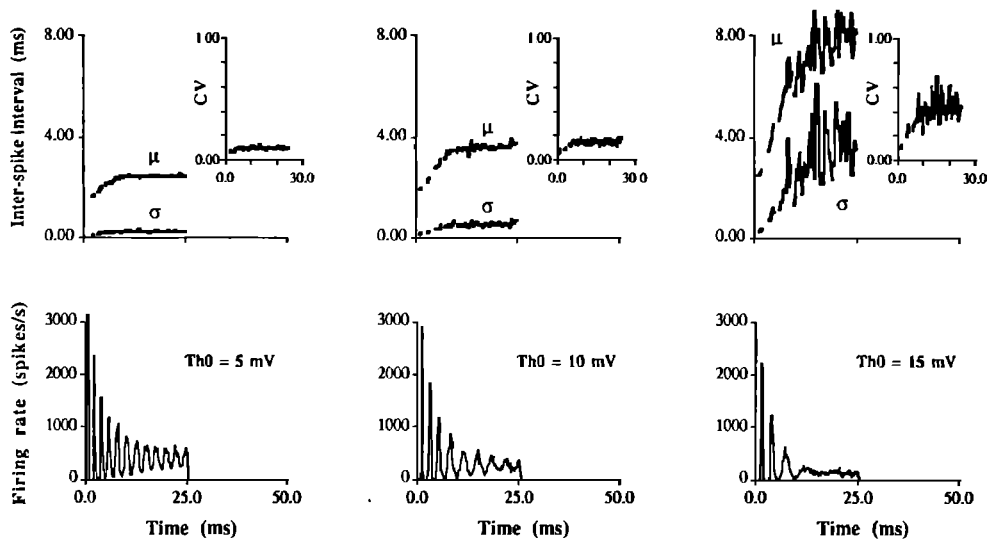 Inter-spike interval (ms)
8.00
4.00
0.00
μ
σ
CV
1 00
0.00
0.0
30.0
8.00
4.00
0.00
μ
σ
CV
1 00
0.00
0.0
30.0
8.00
4.00
0.00
μ
σ
CV
1.00
0.00
0.0
30.0
Firing rate (spikes/s)
3000
2000
1000
0
Th0 = 5 mV
0.0
25.0
50.0
Time (ms)
3000
2000
1000
0
Th0 = 10 mV
0.0
25.0
50.0
Time (ms)
3000
2000
1000
0
Th0 = 15 mV
0.0
25.0
50.0
Time (ms)